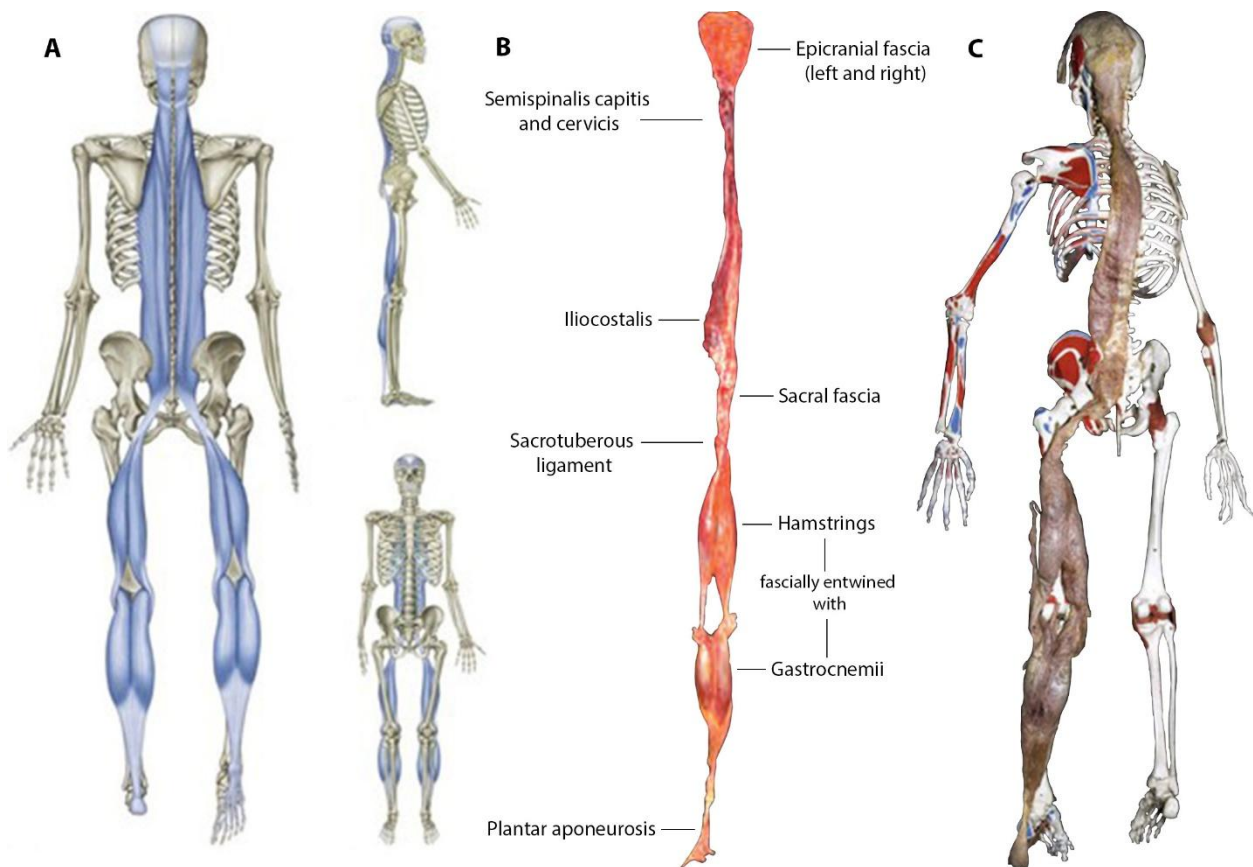 A
B
Epicranial fascia
(left and right)
C
Semispinalis capitis
and cervicis
Iliocostalis
Sacral fascia
Sacrotuberous
ligament
Hamstrings
fascially entwined
with
Gastrocnemii
Plantar aponeurosis